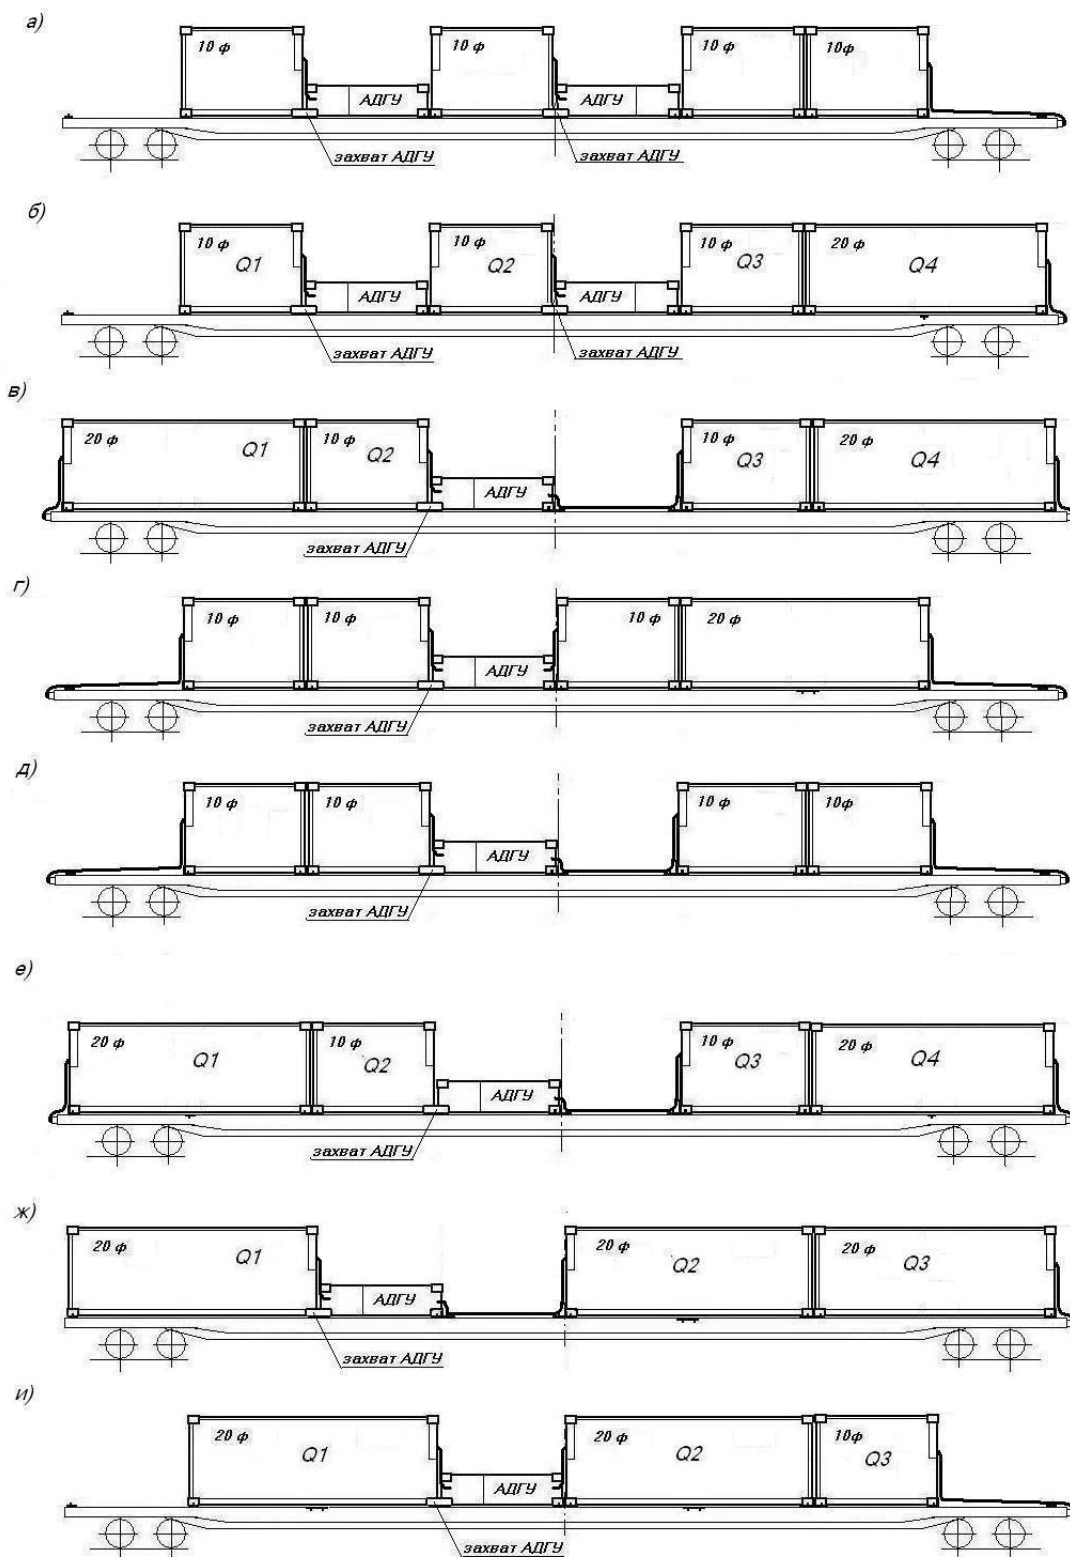 а)
10 ф 10 ф 10 ф 10ф
АДГУ АДГУ
захват АДГУ захват АДГУ
б)
10 ф 10 ф 10 ф 20 ф
Q1 Q2 Q3 Q4
АДГУ АДГУ
захват АДГУ захват АДГУ
в)
20 ф Q1 10 ф Q2 10 ф Q3 20 ф Q4
АДГУ
захват АДГУ
г)
10 ф 10 ф 10 ф 20 ф
АДГУ
захват АДГУ
д)
10 ф 10 ф 10 ф 10ф
АДГУ
захват АДГУ
е)
20 ф Q1 10 ф Q2 10 ф Q3 20 ф Q4
АДГУ
захват АДГУ
ж)
20 ф Q1 20 ф Q2 20 ф Q3
АДГУ
захват АДГУ
и)
20 ф Q1 20 ф Q2 10ф Q3
АДГУ
захват АДГУ